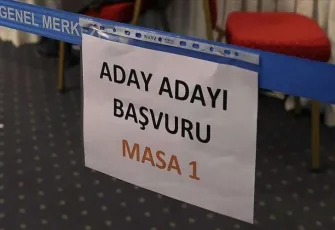 GENEL MERK
ADAY ADAYI
BAŞVURU
MASA 1